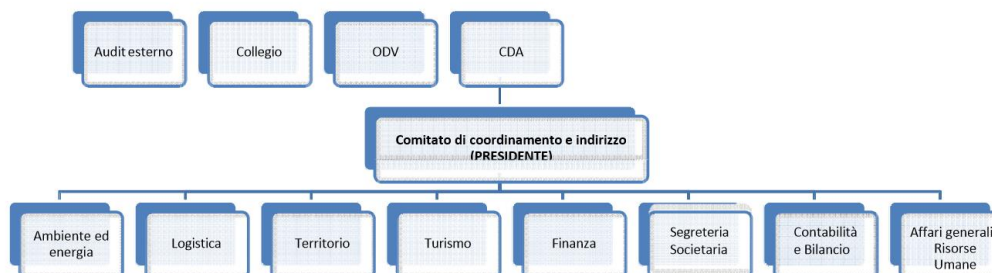 Audit esterno
Collegio
ODV
CDA
Comitato di coordinamento e indirizzo
(PRESIDENTE)
Ambiente ed
energia
Logistica
Territorio
Turismo
Finanza
Segreteria
Societaria
Contabilità
e Bilancio
Affari generali
Risorse
Umane